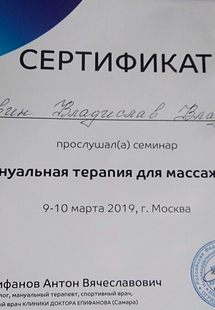 СЕРТИФИКАТ
Владислав
прослушал(а) семинар
нуальная терапия для массаж
9-10 марта 2019, г. Москва
ифанов Антон Вячеславович
лог, мануальный терапевт, спортивный врач,
ый врач КЛИНИКИ ДОКТОРА ЕПИФАНОВА (Самара)